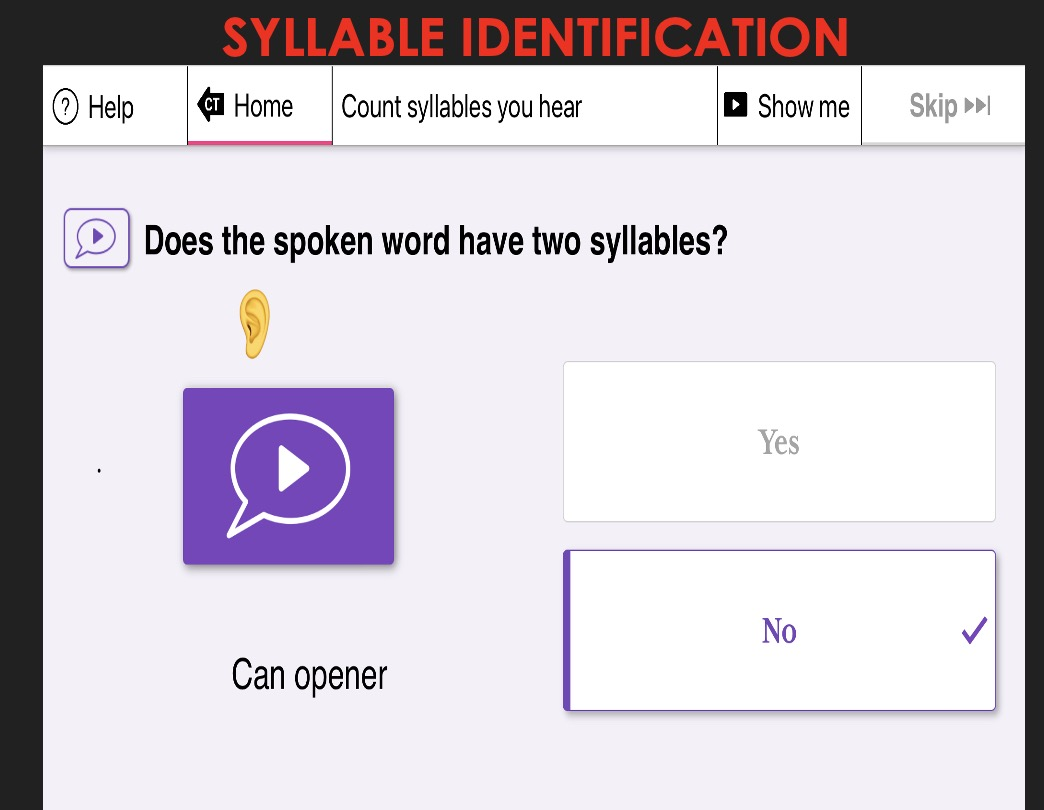 SYLLABLE IDENTIFICATION
? Help CT Home Count syllables you hear Show me Skip
Does the spoken word have two syllables?
Yes
No
Can opener